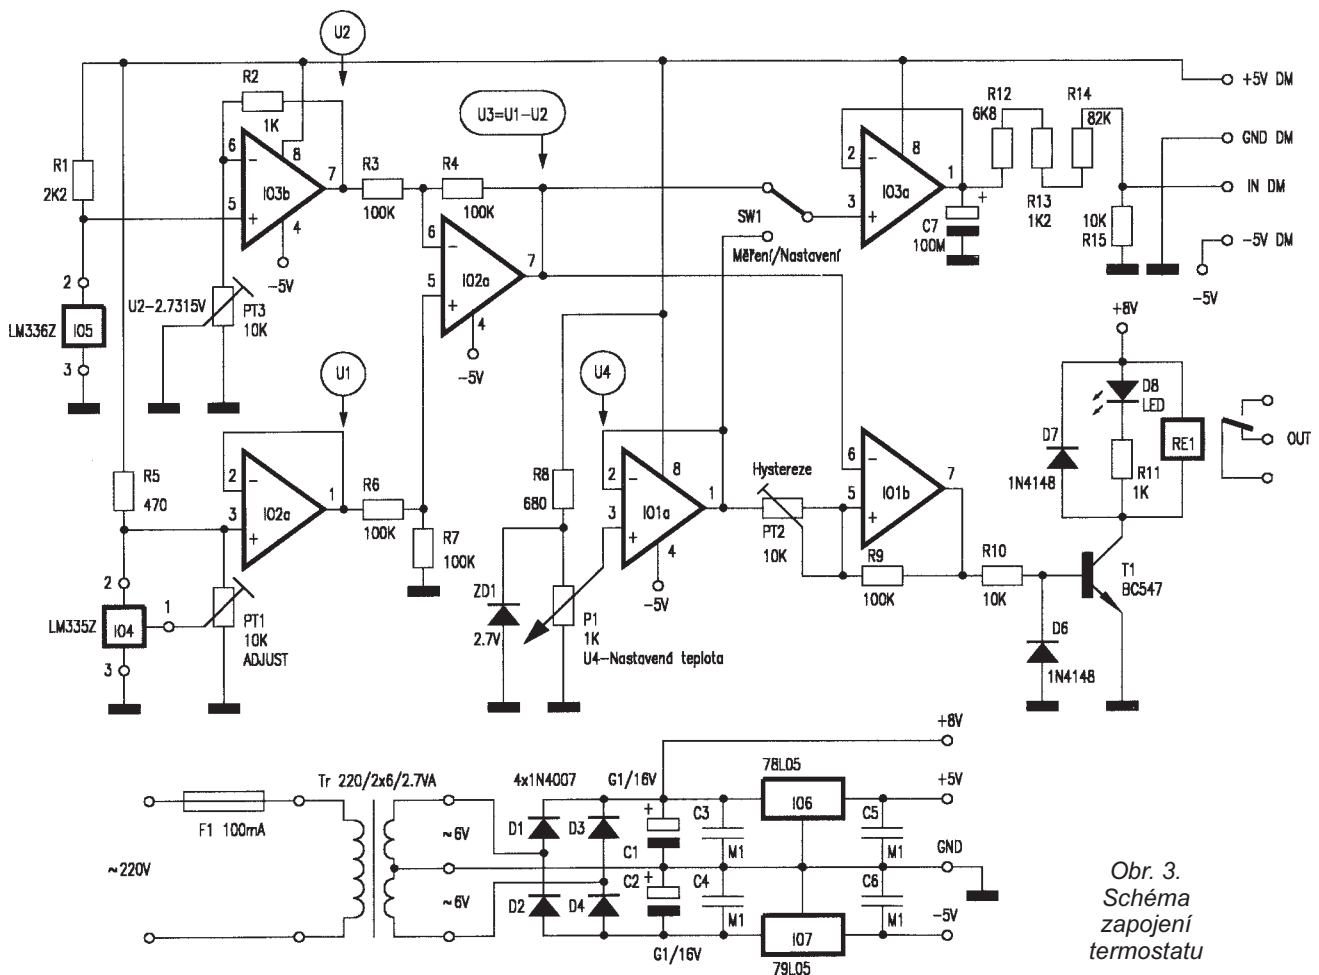 U2
R2
1K
U3=U1-U2
R12
6K8
R14
82K
+5V DM
6
8
IO3b
7
5
4
-5V
R1
2K2
R3
100K
R4
100K
2
8
IO3a
1
3
+
C7
100M
R13
1K2
GND DM
IN DM
10K
R15
-5V DM
-5V
SW1
Měření/Nastavení
6
IO2a
7
5
4
-5V
2
LM336Z
IO5
3
U2-2.7315V
PT3
10K
U1
U4
+8V
D8
LED
D7
1N4148
R11
1K
RE1
OUT
R5
470
2
IO2a
1
3
R6
100K
R7
100K
R8
680
2
8
IO1a
1
3
4
-5V
Hystereze
PT2
10K
6
IO1b
7
5
R9
100K
R10
10K
T1
BC547
2
LM335Z
IO4
1
3
PT1
10K
ADJUST
ZD1
2.7V
P1
1K
U4-Nastavená teplota
D6
1N4148
+8V
Tr 220/2x6/2.7VA
4x1N4007
G1/16V
78L05
IO6
+5V
F1 100mA
~220V
~6V
~6V
D1
D3
D2
D4
+
C1
C2
+
G1/16V
C3
M1
C4
M1
C5
M1
C6
M1
GND
-5V
IO7
79L05
Obr. 3.
Schéma
zapojení
termostatu